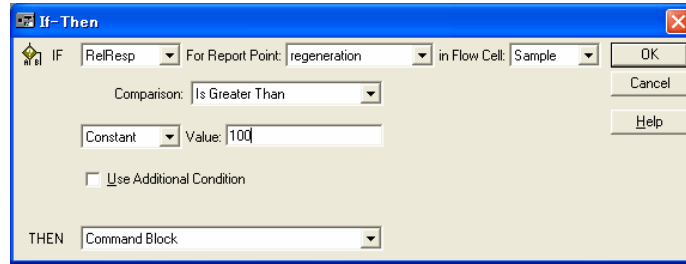 If-Then
IF RelResp For Report Point: regeneration in Flow Cell: Sample OK
Comparison: Is Greater Than Cancel
Constant Value: 100 Help
Use Additional Condition
THEN Command Block